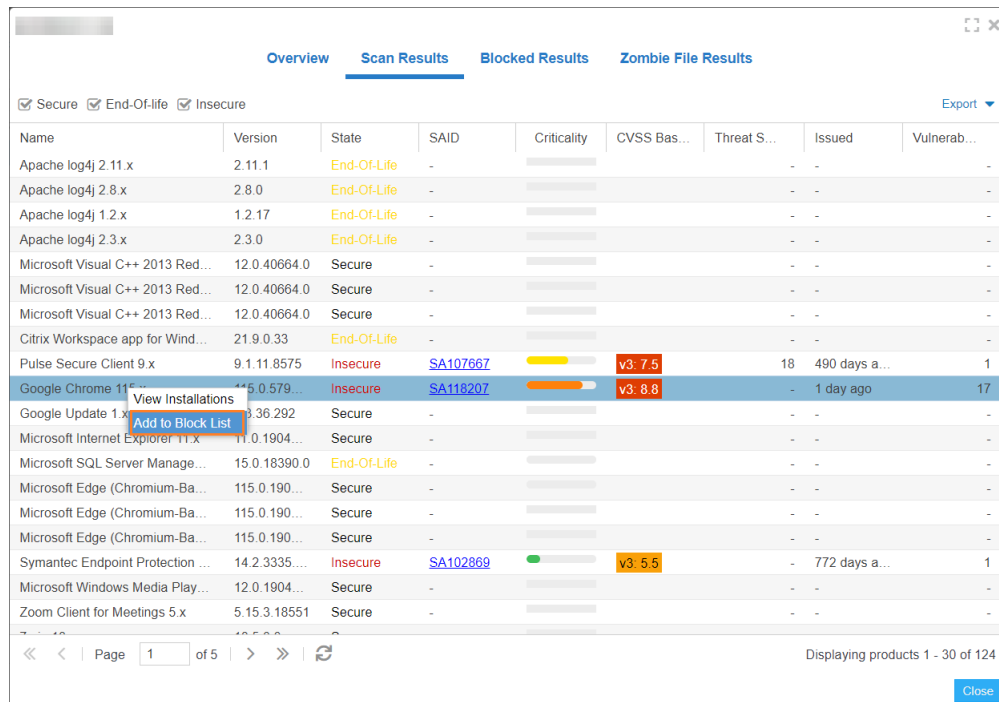 Overview Scan Results Blocked Results Zombie File Results
Secure End-Of-life Insecure Export
Name Version State SAID Criticality CVSS Bas... Threat S... Issued Vulnerab...
Apache log4j 2.11.x 2.11.1 End-Of-Life - - - -
Apache log4j 2.8.x 2.8.0 End-Of-Life - - - -
Apache log4j 1.2.x 1.2.17 End-Of-Life - - - -
Apache log4j 2.3.x 2.3.0 End-Of-Life - - - -
Microsoft Visual C++ 2013 Red... 12.0.40664.0 Secure - - - -
Microsoft Visual C++ 2013 Red... 12.0.40664.0 Secure - - - -
Microsoft Visual C++ 2013 Red... 12.0.40664.0 Secure - - - -
Citrix Workspace app for Wind... 21.9.0.33 End-Of-Life - - - -
Pulse Secure Client 9.x 9.1.11.8575 Insecure SA107667 v3: 7.5 18 490 days a... 1
Google Chrome 115.0.579... Insecure SA118207 v3: 8.8 - 1 day ago 17
View Installations
Google Update 1.x 36.292 Secure - - - -
Add to Block List
Microsoft Internet Explorer 11.x 11.0.1904... Secure - - - -
Microsoft SQL Server Manage... 15.0.18390.0 End-Of-Life - - - -
Microsoft Edge (Chromium-Ba... 115.0.190... Secure - - - -
Microsoft Edge (Chromium-Ba... 115.0.190... Secure - - - -
Microsoft Edge (Chromium-Ba... 115.0.190... Secure - - - -
Symantec Endpoint Protection ... 14.2.3335.... Insecure SA102869 v3: 5.5 - 772 days a... 1
Microsoft Windows Media Play... 12.0.1904... Secure - - - -
Zoom Client for Meetings 5.x 5.15.3.18551 Secure - - - -
Page 1 of 5 Displaying products 1 - 30 of 124
Close